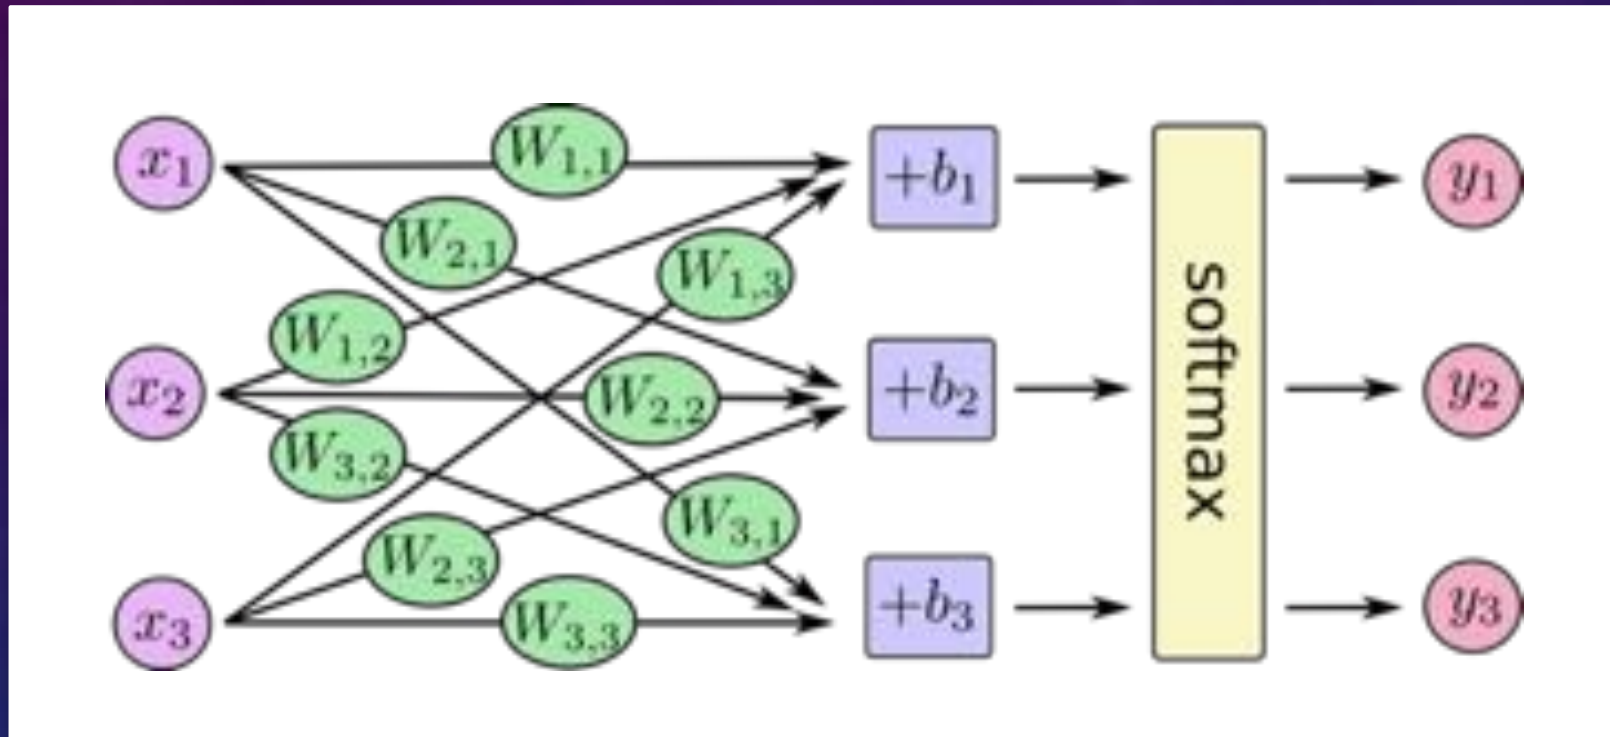 x1
W1,1
+b1
y1
W2,1
W1,3
W1,2
x2
W2,2
+b2
softmax
y2
W3,2
W3,1
W2,3
x3
W3,3
+b3
y3